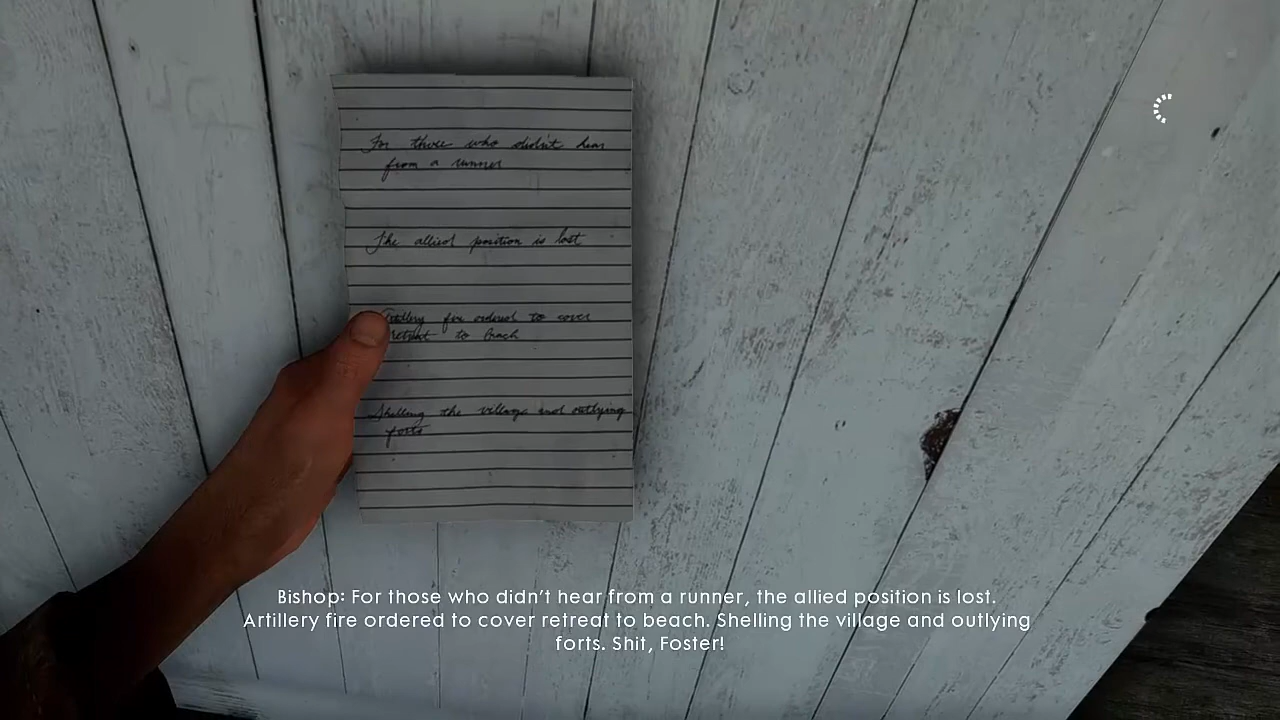 For those who didn't hear
from a runner
The allied position is lost
Artillery fire ordered to cover
retreat to beach
Shelling the village and outlying
forts
Bishop: For those who didn't hear from a runner, the allied position is lost.
Artillery fire ordered to cover retreat to beach. Shelling the village and outlying
forts. Shit, Foster!